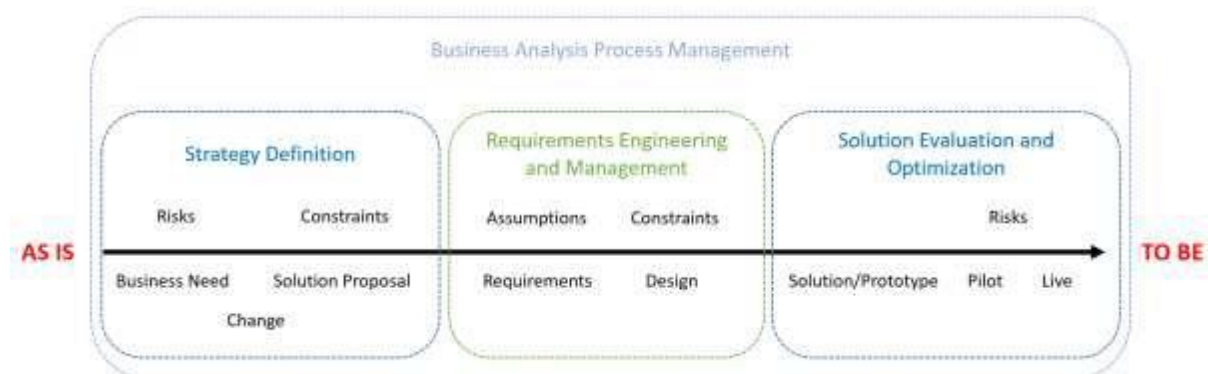 Business Analysis Process Management
Strategy Definition
Requirements Engineering
and Management
Solution Evaluation and
Optimization
Risks
Constraints
Assumptions
Constraints
Risks
AS IS
TO BE
Business Need
Solution Proposal
Requirements
Design
Solution/Prototype
Pilot
Live
Change